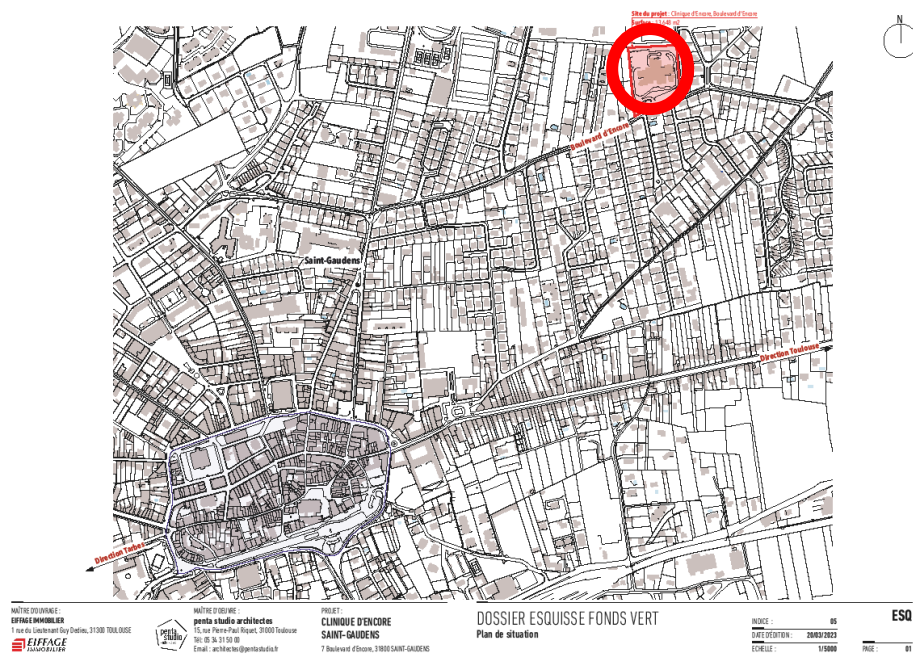 Site du projet : Clinique d'Encore, Boulevard d'Encore
N
Boulevard d'Encore
Saint-Gaudens
Direction Toulouse
Direction Tarbes
MAÎTRE D'OUVRAGE :
EIFFAGE IMMOBILIER
1 rue du Lieutenant Guy Dedieu, 31300 TOULOUSE
EIFFAGE
IMMOBILIER
penta
studio
MAÎTRE D'OEUVRE :
penta studio architectes
15, rue Pierre-Paul Riquet, 31000 Toulouse
Tél: 05 34 31 50 00
Email : architectes@pentastudio.fr
PROJET :
CLINIQUE D'ENCORE
SAINT-GAUDENS
7 Boulevard d'Encore, 31800 SAINT-GAUDENS
DOSSIER ESQUISSE FONDS VERT
Plan de situation
INDICE : 05
DATE D'ÉDITION : 20/03/2023
ECHELLE : 1/5000
ESQ
PAGE : 01